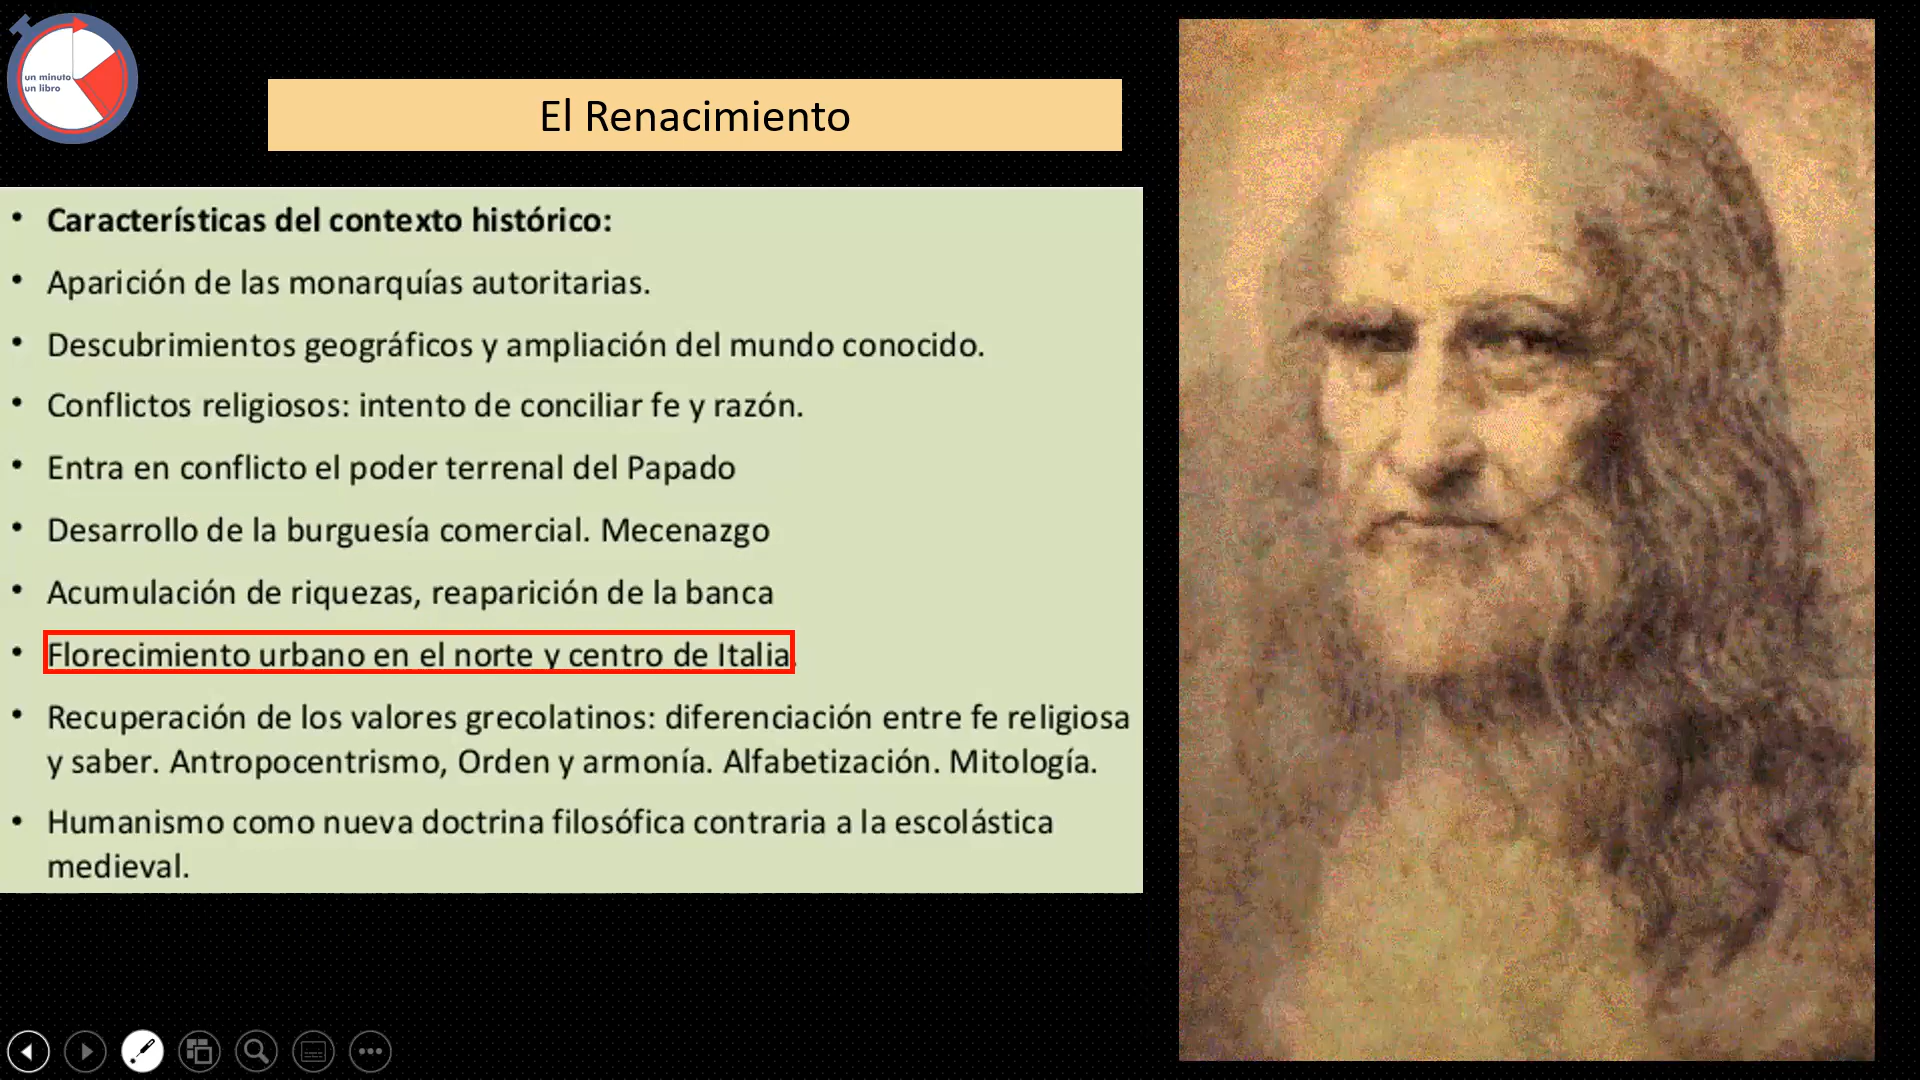 un minuto
un libro
El Renacimiento
• Características del contexto histórico:
• Aparición de las monarquías autoritarias.
• Descubrimientos geográficos y ampliación del mundo conocido.
• Conflictos religiosos: intento de conciliar fe y razón.
• Entra en conflicto el poder terrenal del Papado
• Desarrollo de la burguesía comercial. Mecenazgo
• Acumulación de riquezas, reaparición de la banca
• Florecimiento urbano en el norte y centro de Italia.
• Recuperación de los valores grecolatinos: diferenciación entre fe religiosa
y saber. Antropocentrismo, Orden y armonía. Alfabetización. Mitología.
• Humanismo como nueva doctrina filosófica contraria a la escolástica
medieval.